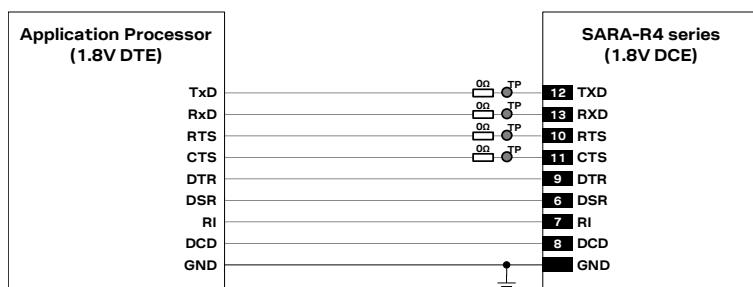 Application Processor
(1.8V DTE)
SARA-R4 series
(1.8V DCE)
TxD 0Ω TP 12 TXD
RxD 0Ω TP 13 RXD
RTS 0Ω TP 10 RTS
CTS 0Ω TP 11 CTS
DTR 9 DTR
DSR 6 DSR
RI 7 RI
DCD 8 DCD
GND GND